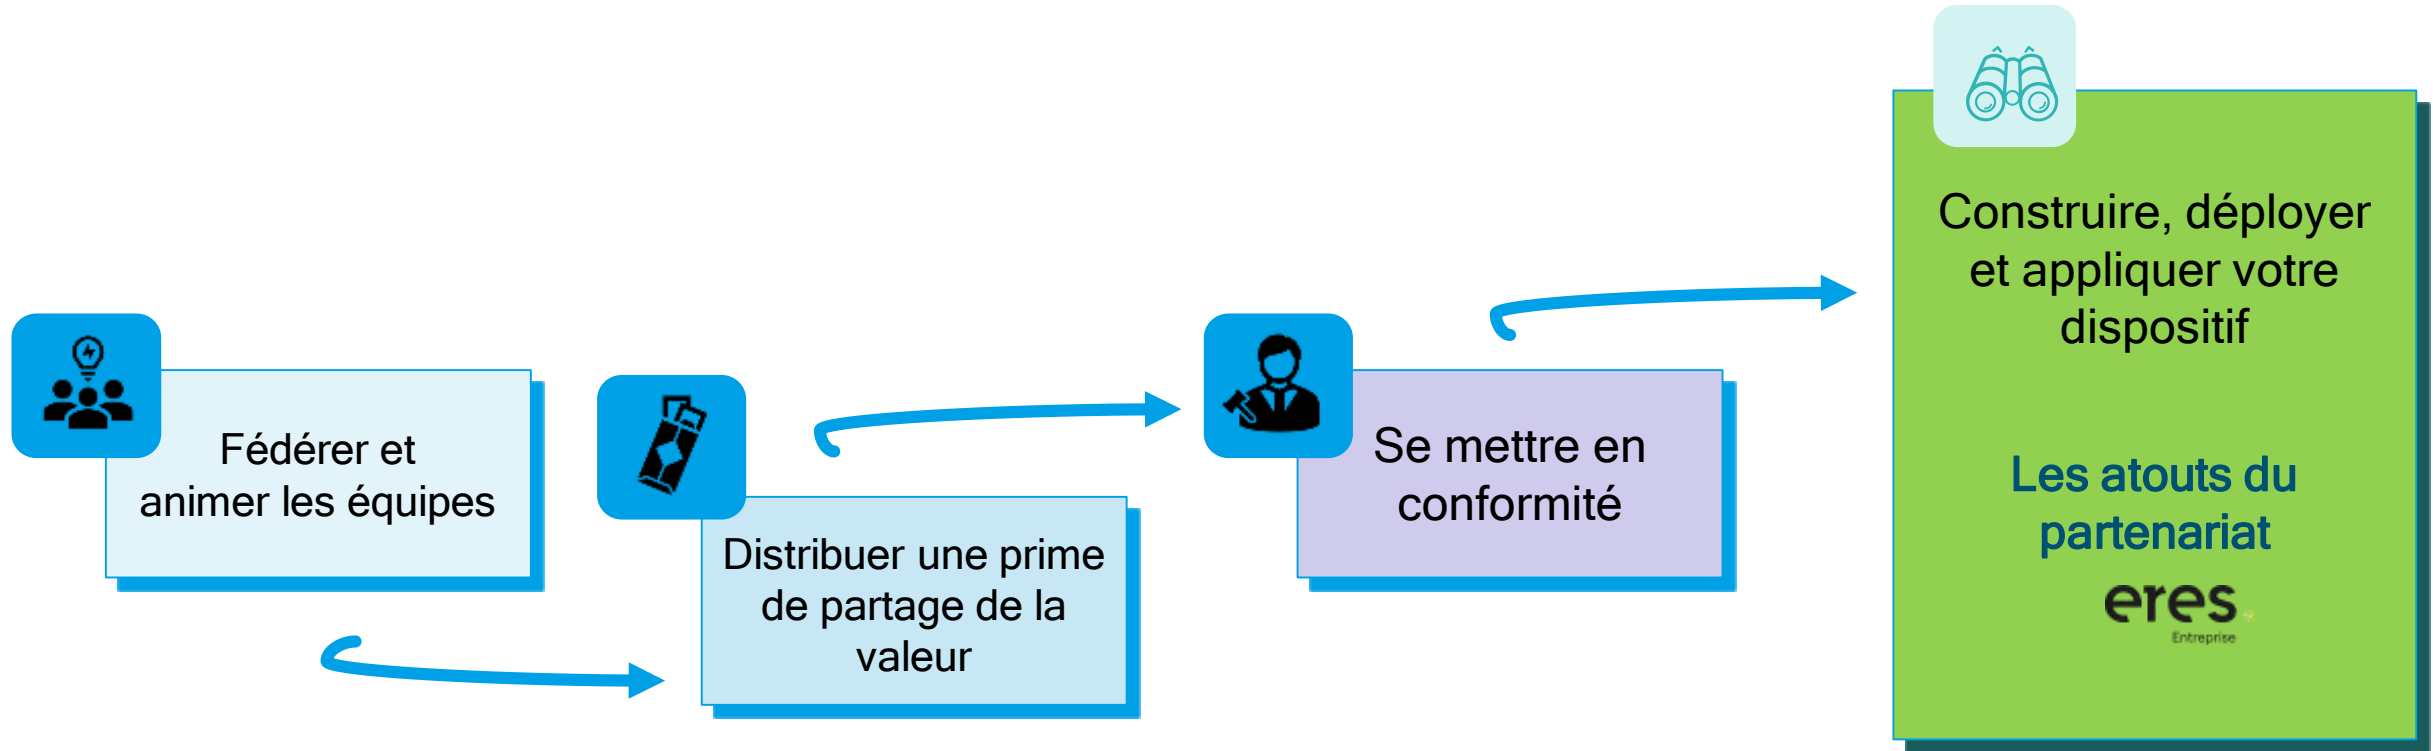 Fédérer et
animer les équipes
Distribuer une prime
de partage de la
valeur
Se mettre en
conformité
Construire, déployer
et appliquer votre
dispositif
Les atouts du
partenariat
eres
Entreprise